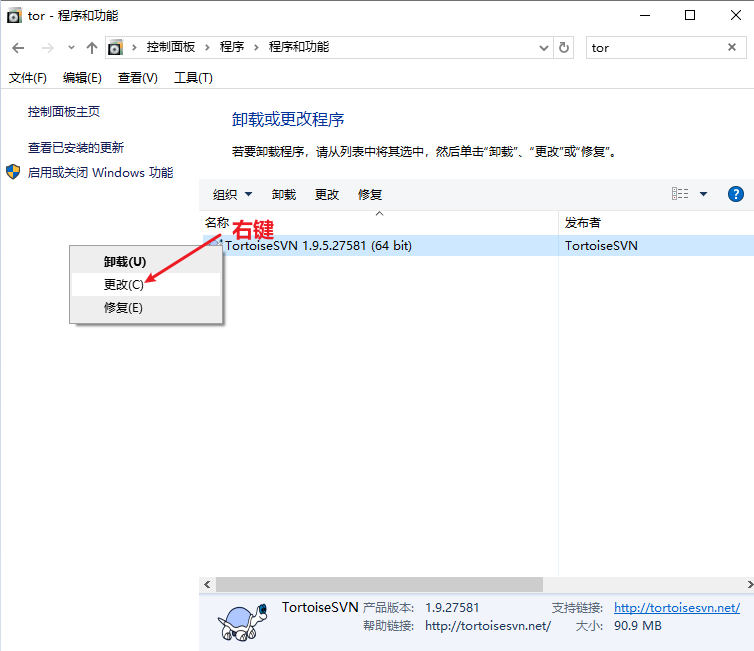 tor - 程序和功能
控制面板 程序 程序和功能 tor
文件(F) 编辑(E) 查看(V) 工具(T)
控制面板主页
卸载或更改程序
查看已安装的更新
若要卸载程序，请从列表中将其选中，然后单击“卸载”、“更改”或“修复”。
启用或关闭 Windows 功能
组织 卸载 更改 修复
名称 发布者
右键
TortoiseSVN 1.9.5.27581 (64 bit) TortoiseSVN
卸载(U)
更改(C)
修复(E)
TortoiseSVN 产品版本: 1.9.27581 支持链接: http://tortoisesvn.net/
帮助链接: http://tortoisesvn.net/ 大小: 90.9 MB